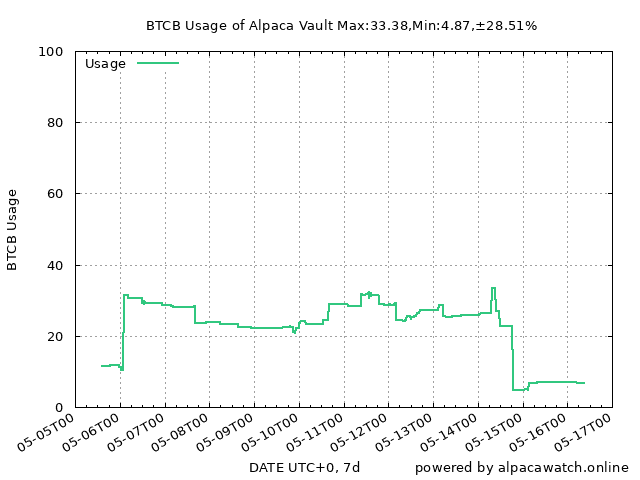 BTCB Usage of Alpaca Vault Max:33.38,Min:4.87,±28.51%
100
Usage
80
60
BTCB Usage
40
20
0
05-05T00
05-06T00
05-07T00
05-08T00
05-09T00
05-10T00
05-11T00
05-12T00
05-13T00
05-14T00
05-15T00
05-16T00
05-17T00
DATE UTC+0, 7d
powered by alpacawatch.online